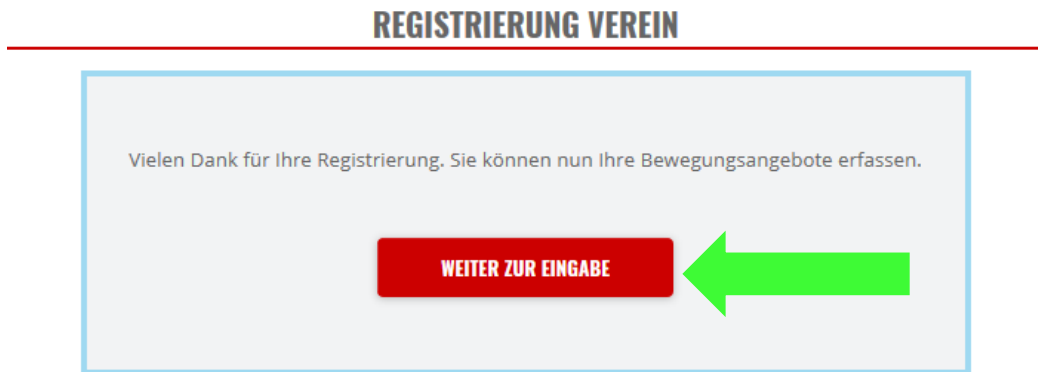 REGISTRIERUNG VEREIN
Vielen Dank für Ihre Registrierung. Sie können nun Ihre Bewegungsangebote erfassen.
WEITER ZUR EINGABE